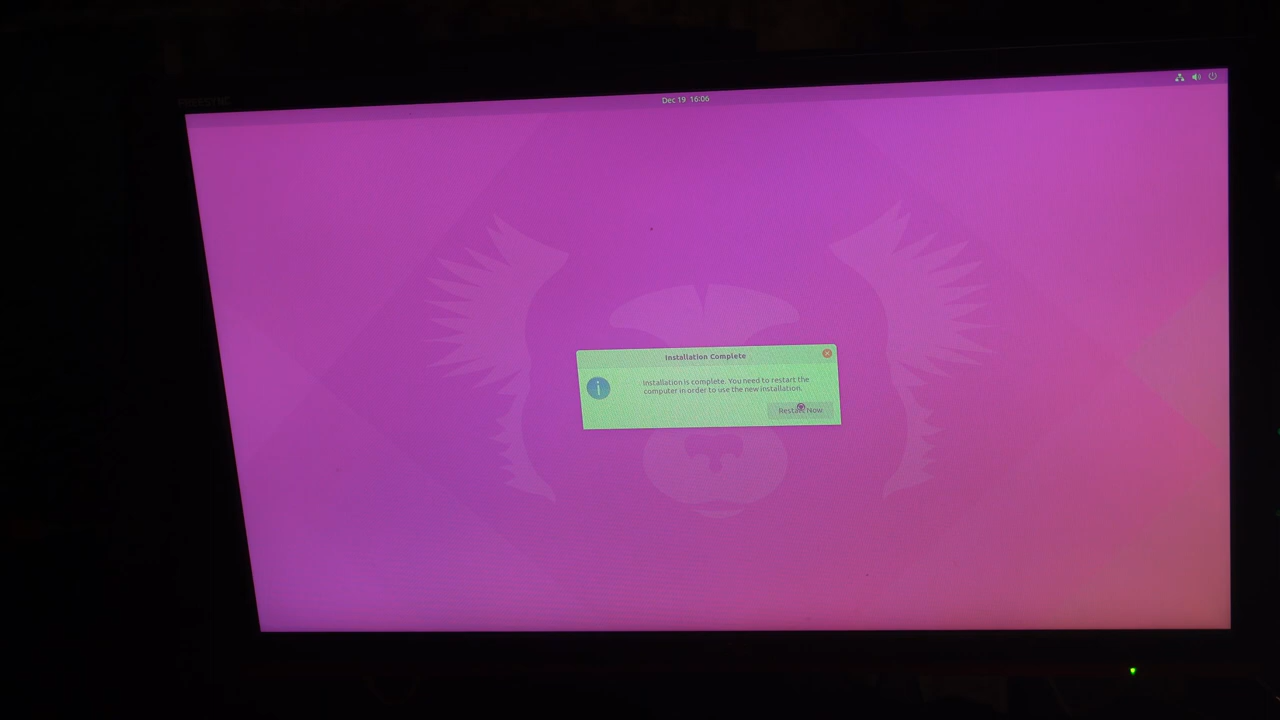 Dec 19 16:06
Installation Complete
Installation is complete. You need to restart the
computer in order to use the new installation.
Restart Now